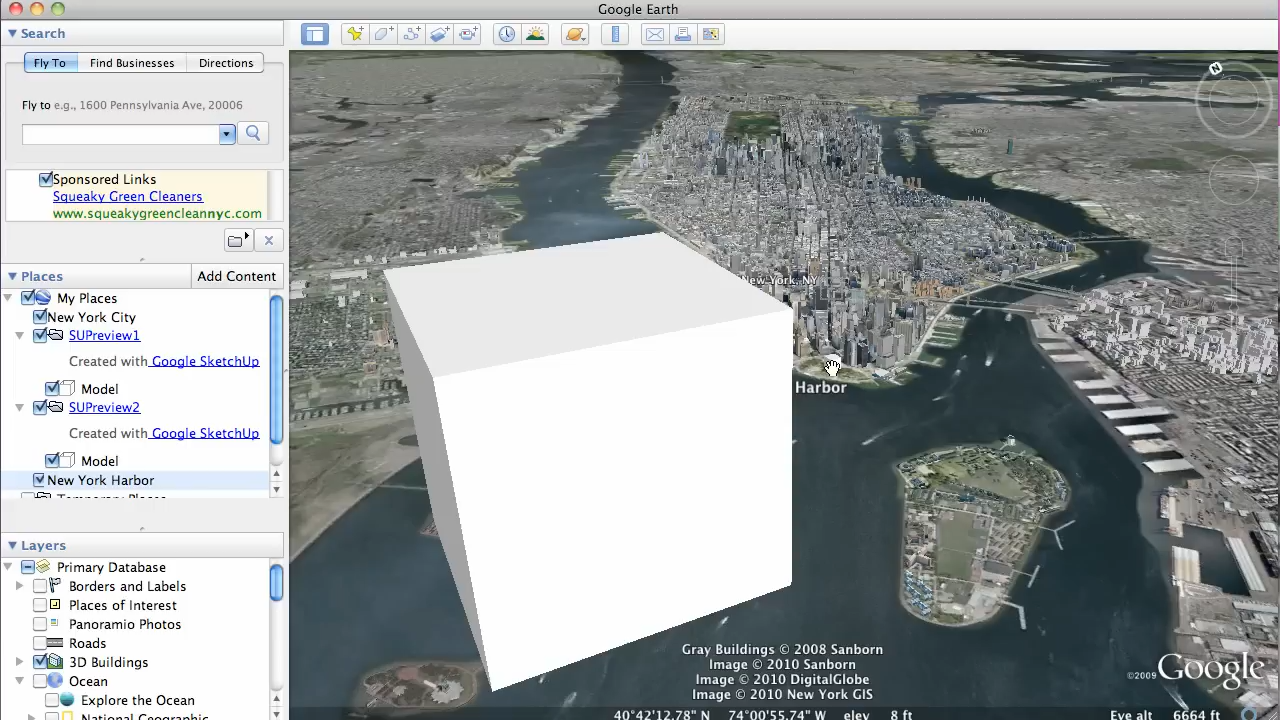 Google Earth
Search
Fly To Find Businesses Directions
Fly to e.g., 1600 Pennsylvania Ave, 20006
Sponsored Links
Squeaky Green Cleaners
www.squeakygreencleannyc.com
Places
Add Content
My Places
New York City
SUPreview1
Created with Google SketchUp
Model
SUPreview2
Created with Google SketchUp
Model
New York Harbor
Temporary Places
Layers
Primary Database
Borders and Labels
Places of Interest
Panoramio Photos
Roads
3D Buildings
Ocean
Explore the Ocean
National Geographic
N
New York, NY
Harbor
Gray Buildings © 2008 Sanborn
Image © 2010 Sanborn
Image © 2010 DigitalGlobe
Image © 2010 New York GIS
©2009 Google
40°42'12.78" N 74°00'55.74" W elev 8 ft
Eye alt 6664 ft